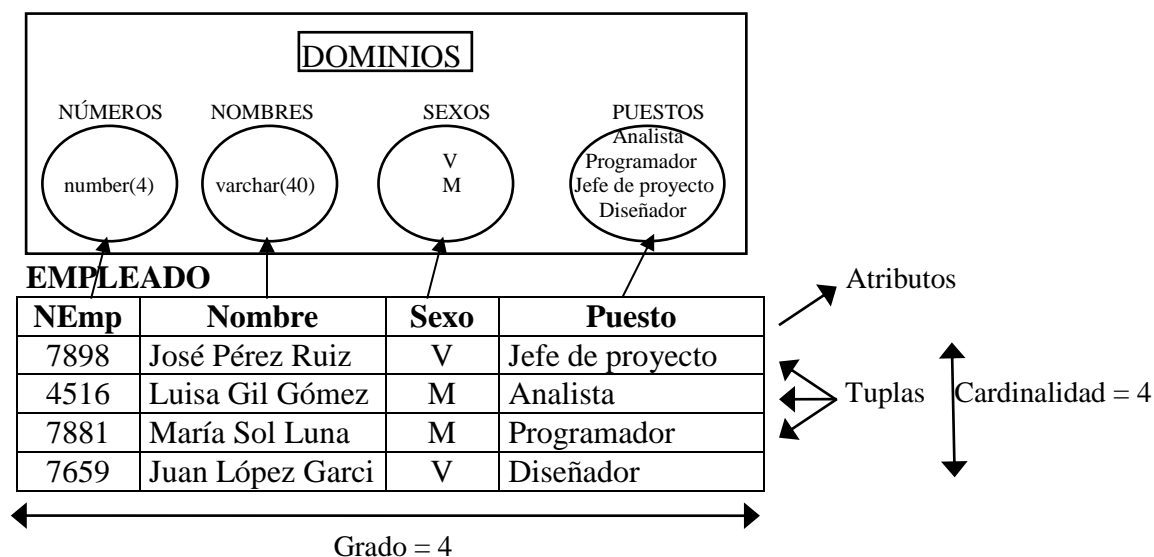 DOMINIOS
NÚMEROS NOMBRES SEXOS PUESTOS
number(4)
varchar(40)
V
M
Analista
Programador
Jefe de proyecto
Diseñador
EMPLEADO
NEmp Nombre Sexo Puesto
7898 José Pérez Ruiz V Jefe de proyecto
4516 Luisa Gil Gómez M Analista
7881 María Sol Luna M Programador
7659 Juan López Garci V Diseñador
Atributos
Tuplas
Cardinalidad = 4
Grado = 4